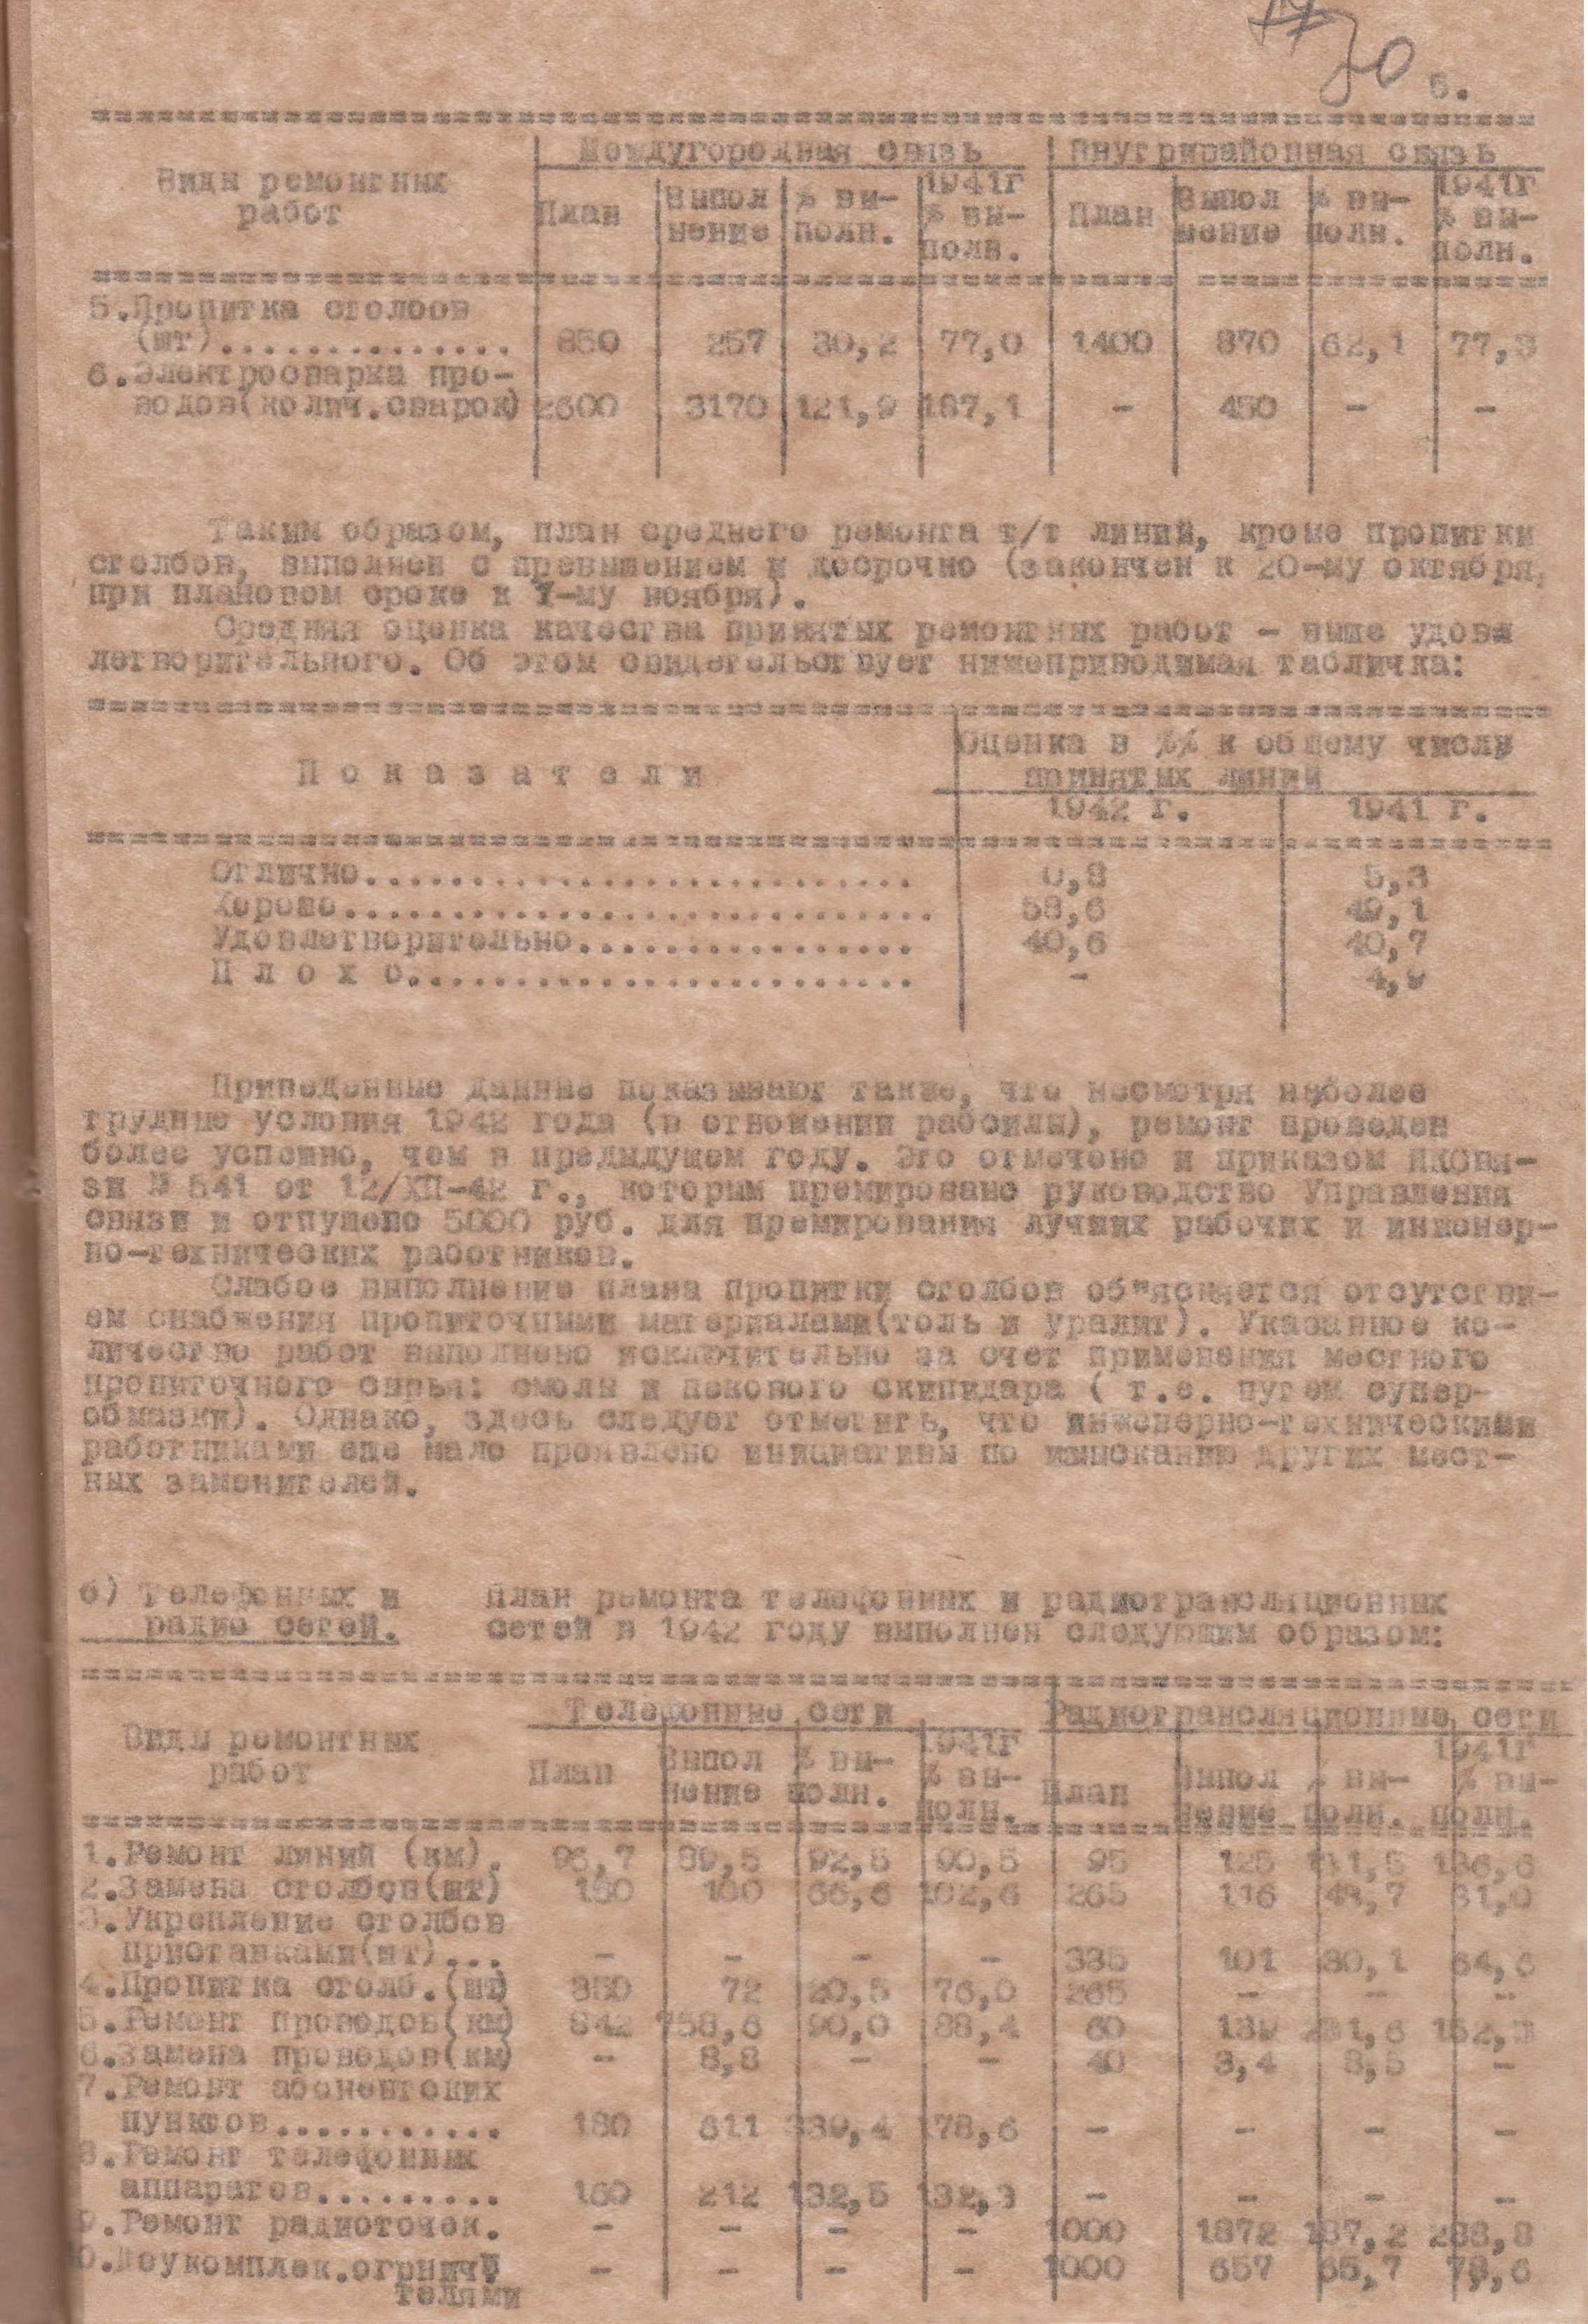 30 5.
Виды ремонтных работ Междугородная связь Внутрирайонная связь
План Выполнение % выполн. 1941г % выполн. План Выполнение % выполн. 1941г % выполн.
5.Пропитка столбов
(шт).............. 850 257 30,2 77,0 1400 870 62,1 77,3
6.Электросварка про-
водов(колич.сварок) 2600 3170 121,9 187,1 - 450 - -
Таким образом, план среднего ремонта т/т линий, кроме пропитки
столбов, выполнен с превышением и досрочно (закончен к 20-му октября,
при плановом сроке к 7-му ноября).
Средняя оценка качества принятых ремонтных работ - выше удов
летворительного. Об этом свидетельствует нижеприводимая табличка:
Показатели Оценка в %% к общему числу
принятых линий
1942 г. 1941 г.
Отлично............................ 0,8 5,3
Хорошо.............................. 58,6 49,1
Удовлетворительно................. 40,6 40,7
П л о х о.......................... - 4,9
Приведенные данные показывают также, что несмотря на более
трудные условия 1942 года (в отношении рабсилы), ремонт проведен
более успешно, чем в предыдущем году. Это отмечено и приказом НКСвя-
зи № 541 от 12/XII-42 г., которым премировано руководство Управления
связи и отпущено 5000 руб. для премирования лучших рабочих и инженер-
но-технических работников.
Слабое выполнение плана пропитки столбов об"ясняется отсутстви-
ем снабжения пропиточными материалами(толь и уралит). Указанное ко-
личество работ выполнено исключительно за счет применения местного
пропиточного сырья: смолы и пекового скипидара ( т.е. путем супер-
обмазки). Однако, здесь следует отметить, что инженерно-техническими
работниками еще мало проявлено инициативы по изысканию других мест-
ных заменителей.
б) Телефонных и План ремонта телефонных и радиотрансляционных
радио сетей. сетей в 1942 году выполнен следующим образом:
Виды ремонтных работ Телефонные сети Радиотрансляционные сети
План Выполнение % выполн. 1941г % выполн. План Выполнение % выполн. 1941г % выполн.
1.Ремонт линий (км). 96,7 89,5 92,5 90,5 95 125 131,5 136,6
2.Замена столбов(шт) 150 100 66,6 102,6 265 116 43,7 81,0
3.Укрепление столбов
приставками(шт)... - - - - 335 101 30,1 64,6
4.Пропитка столб.(шт) 350 72 20,5 76,0 265 - - -
5.Ремонт проводов(км) 842 758,6 90,0 88,4 60 139 231,6 152,3
6.Замена проводов(км) - 8,8 - - 40 3,4 8,5 -
7.Ремонт абонентских
пунктов........... 180 611 339,4 178,6 - - - -
8.Ремонт телефонных
аппаратов......... 160 212 132,5 132,3 - - - -
9.Ремонт радиоточек. - - - - 1000 1872 187,2 288,8
0.Доукомплек.огранич
телями - - - - 1000 657 65,7 78,6